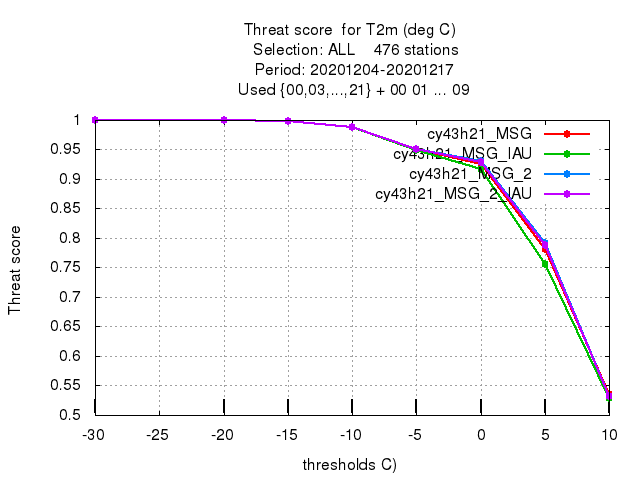 Threat score for T2m (deg C)
Selection: ALL 476 stations
Period: 20201204-20201217
Used {00,03,...,21} + 00 01 ... 09
cy43h21_MSG
cy43h21_MSG_IAU
cy43h21_MSG_2
cy43h21_MSG_2_IAU
1
0.95
0.9
0.85
0.8
0.75
0.7
0.65
0.6
0.55
0.5
Threat score
-30 -25 -20 -15 -10 -5 0 5 10
thresholds C)